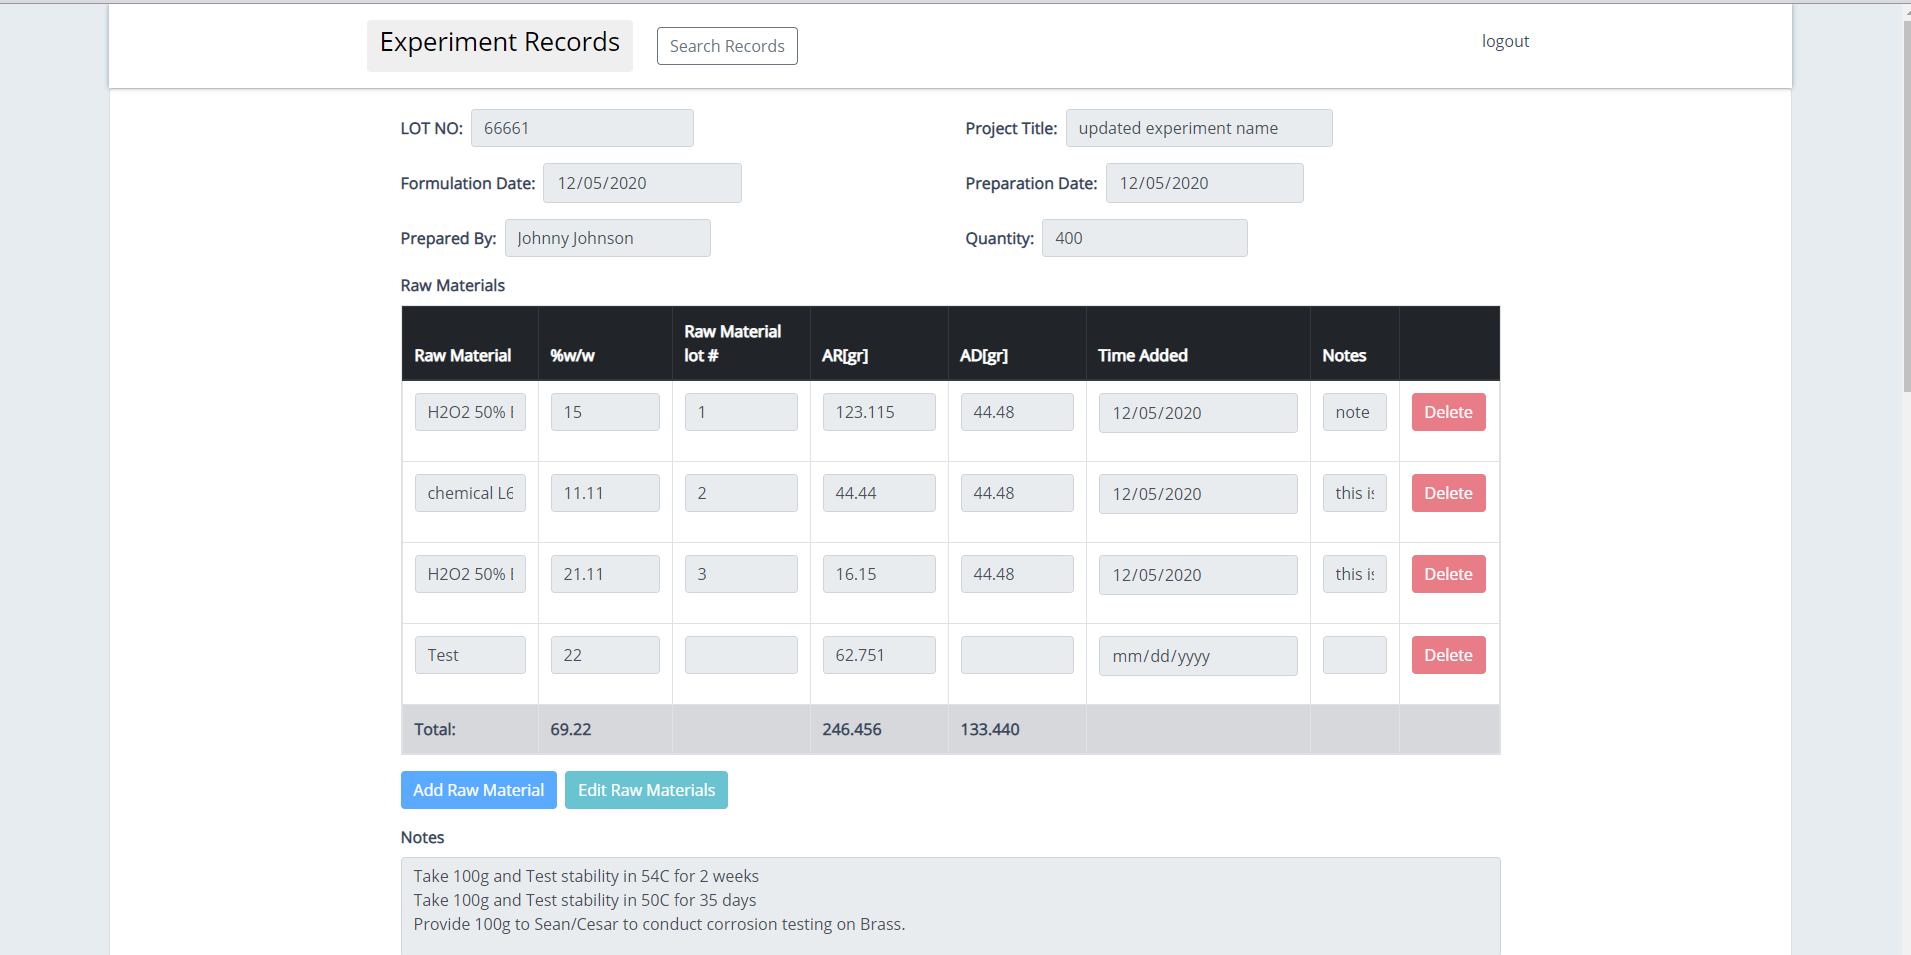 Experiment Records Search Records logout
LOT NO: 66661 Project Title: updated experiment name
Formulation Date: 12/05/2020 Preparation Date: 12/05/2020
Prepared By: Johnny Johnson Quantity: 400
Raw Materials
Raw Material %w/w Raw Material lot # AR[gr] AD[gr] Time Added Notes
H2O2 50% 15 1 123.115 44.48 12/05/2020 note Delete
chemical L6 11.11 2 44.44 44.48 12/05/2020 this is Delete
H2O2 50% 21.11 3 16.15 44.48 12/05/2020 this is Delete
Test 22 62.751 mm/dd/yyyy Delete
Total: 69.22 246.456 133.440
Add Raw Material Edit Raw Materials
Notes
Take 100g and Test stability in 54C for 2 weeks
Take 100g and Test stability in 50C for 35 days
Provide 100g to Sean/Cesar to conduct corrosion testing on Brass.